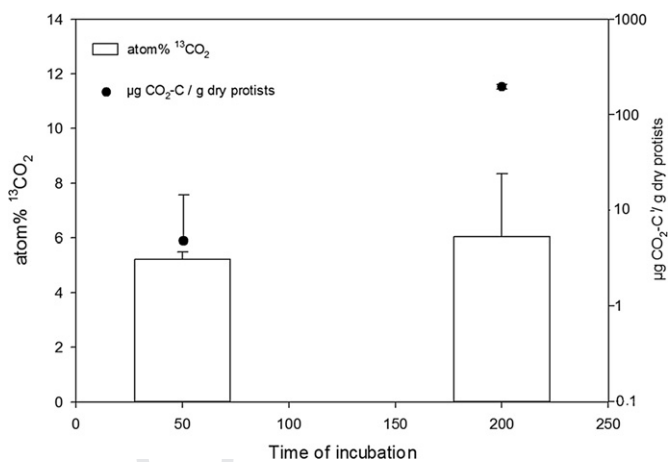 14
12
10
8
6
4
2
0
atom% ¹³CO₂
atom% ¹³CO₂
µg CO₂-C / g dry protists
1000
100
10
1
0.1
µg CO₂-C / g dry protists
0 50 100 150 200 250
Time of incubation